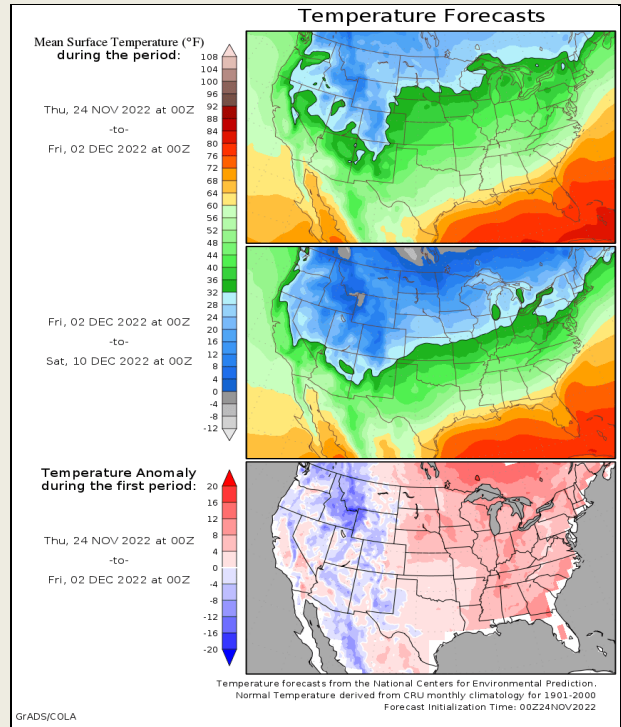 Temperature Forecasts
Mean Surface Temperature (°F)
during the period:
108
104
100
96
92
88
84
80
76
72
68
64
60
56
52
48
44
40
36
32
28
24
20
16
12
8
4
0
-4
-8
-12
Thu, 24 NOV 2022 at 00Z
-to-
Fri, 02 DEC 2022 at 00Z
Fri, 02 DEC 2022 at 00Z
-to-
Sat, 10 DEC 2022 at 00Z
Temperature Anomaly
during the first period:
20
16
12
8
4
0
-4
-8
-12
-16
-20
Thu, 24 NOV 2022 at 00Z
-to-
Fri, 02 DEC 2022 at 00Z
Temperature forecasts from the National Centers for Environmental Prediction.
Normal Temperature derived from CRU monthly climatology for 1901-2000
Forecast Initialization Time: 00Z24NOV2022
GrADS/COLA